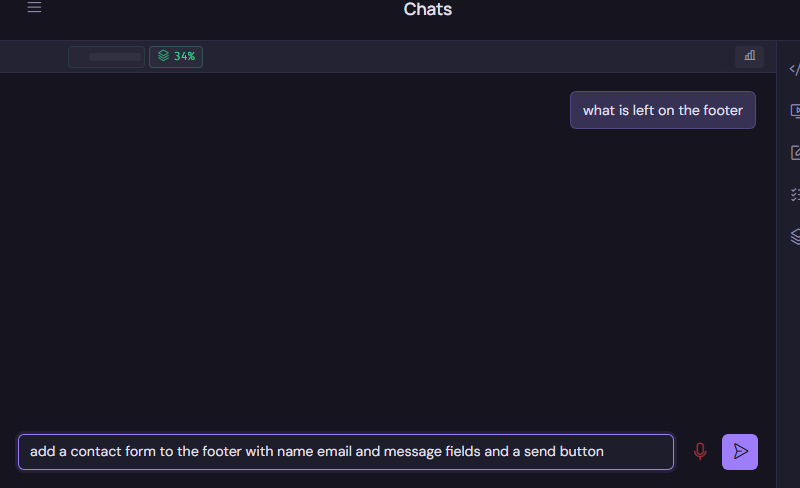 Chats
34%
what is left on the footer
add a contact form to the footer with name email and message fields and a send button